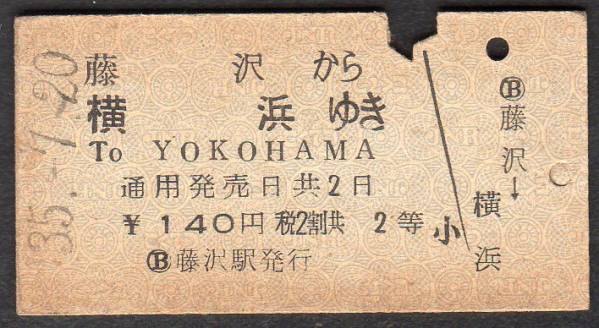 35.-7.20
藤沢から
横浜ゆき
To YOKOHAMA
通用発売日共2日
¥140円 税2割共 2等
Ⓑ藤沢駅発行
小
Ⓑ藤沢→
横浜